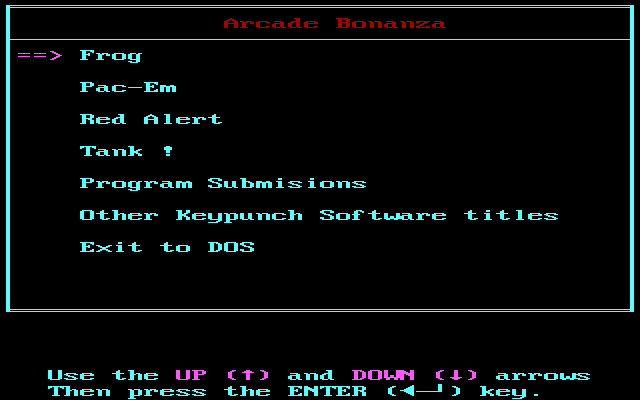 Arcade Bonanza
==> Frog
Pac-Em
Red Alert
Tank !
Program Submisions
Other Keypunch Software titles
Exit to DOS
Use the UP (↑) and DOWN (↓) arrows
Then press the ENTER (◄─┘) key.